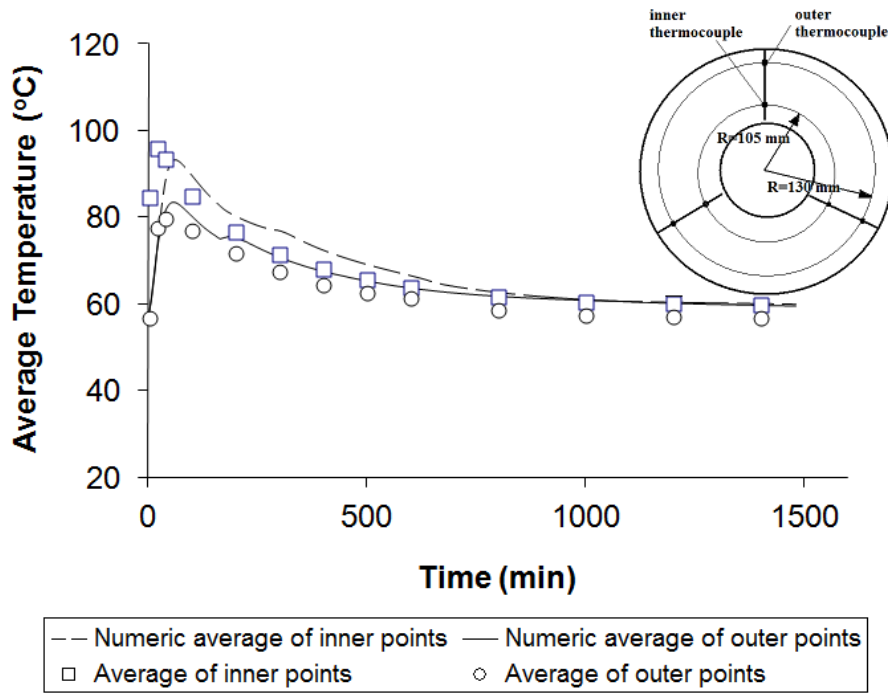 inner
thermocouple
outer
thermocouple
R=105 mm
R=130 mm
Average Temperature (°C)
120
100
80
60
40
20
0
500
1000
1500
Time (min)
Numeric average of inner points
Numeric average of outer points
Average of inner points
Average of outer points